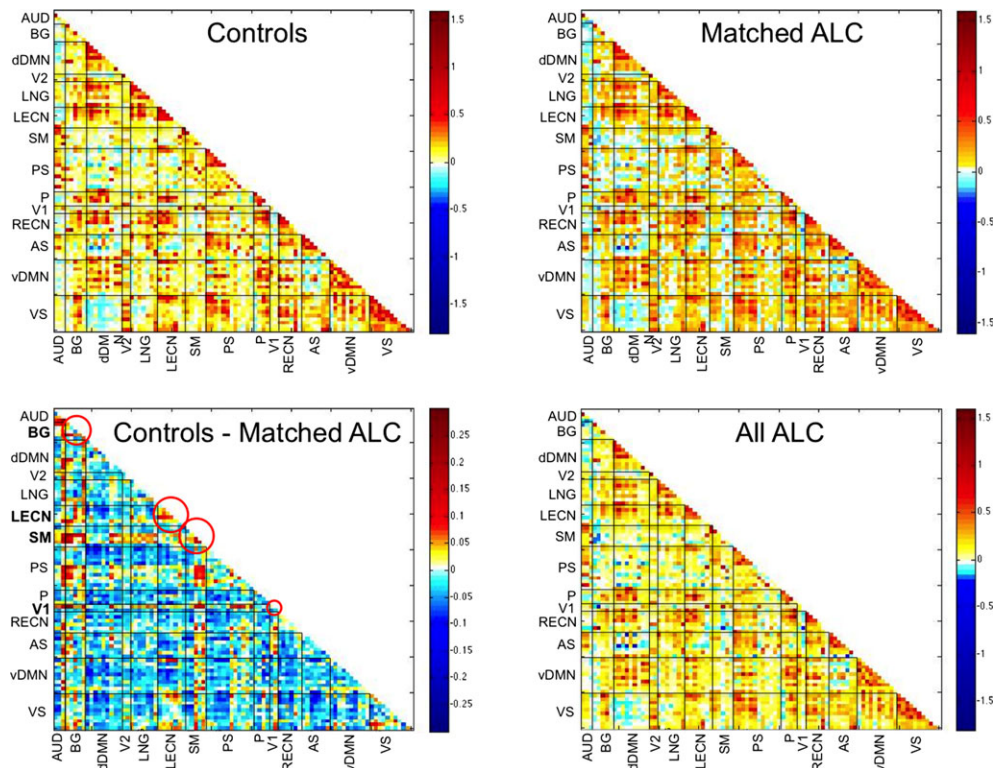 Controls
AUD
BG
dDMN
V2
LNG
LECN
SM
PS
P
V1
RECN
AS
vDMN
VS
AUD
BG
dDM
N
V2
LNG
LECN
SM
PS
P
V1
RECN
AS
vDMN
VS
1.5
1
0.5
0
-0.5
-1
-1.5
Matched ALC
AUD
BG
dDMN
V2
LNG
LECN
SM
PS
P
V1
RECN
AS
vDMN
VS
AUD
BG
dDM
N
V2
LNG
LECN
SM
PS
P
V1
RECN
AS
vDMN
VS
1.5
1
0.5
0
-0.5
-1
-1.5
Controls - Matched ALC
AUD
BG
dDMN
V2
LNG
LECN
SM
PS
P
V1
RECN
AS
vDMN
VS
AUD
BG
dDMN
V2
LNG
LECN
SM
PS
P
V1
RECN
AS
vDMN
VS
0.25
0.20
0.15
0.10
0.05
0
-0.05
-0.10
-0.15
-0.20
-0.25
All ALC
AUD
BG
dDMN
V2
LNG
LECN
SM
PS
P
V1
RECN
AS
vDMN
VS
AUD
BG
dDMN
V2
LNG
LECN
SM
PS
P
V1
RECN
AS
vDMN
VS
1.5
1
0.5
0
-0.5
-1
-1.5